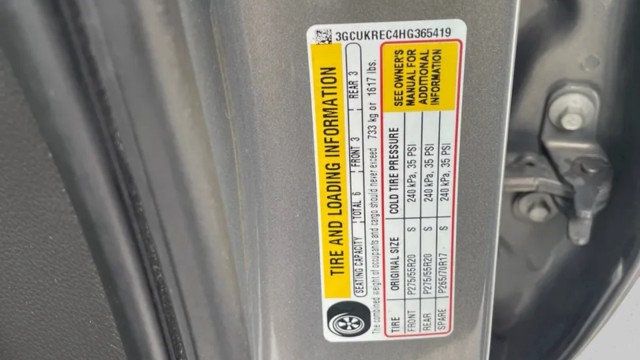 3GCUKREC4HG365419
TIRE AND LOADING INFORMATION
SEATING CAPACITY TOTAL 6 FRONT 3 REAR 3
The combined weight of occupants and cargo should never exceed 733 kg or 1617 lbs.
TIRE ORIGINAL SIZE COLD TIRE PRESSURE
FRONT P275/55R20 S 240 kPa, 35 PSI
REAR P275/55R20 S 240 kPa, 35 PSI
SPARE P265/70R17 S 240 kPa, 35 PSI
SEE OWNER'S
MANUAL FOR
ADDITIONAL
INFORMATION